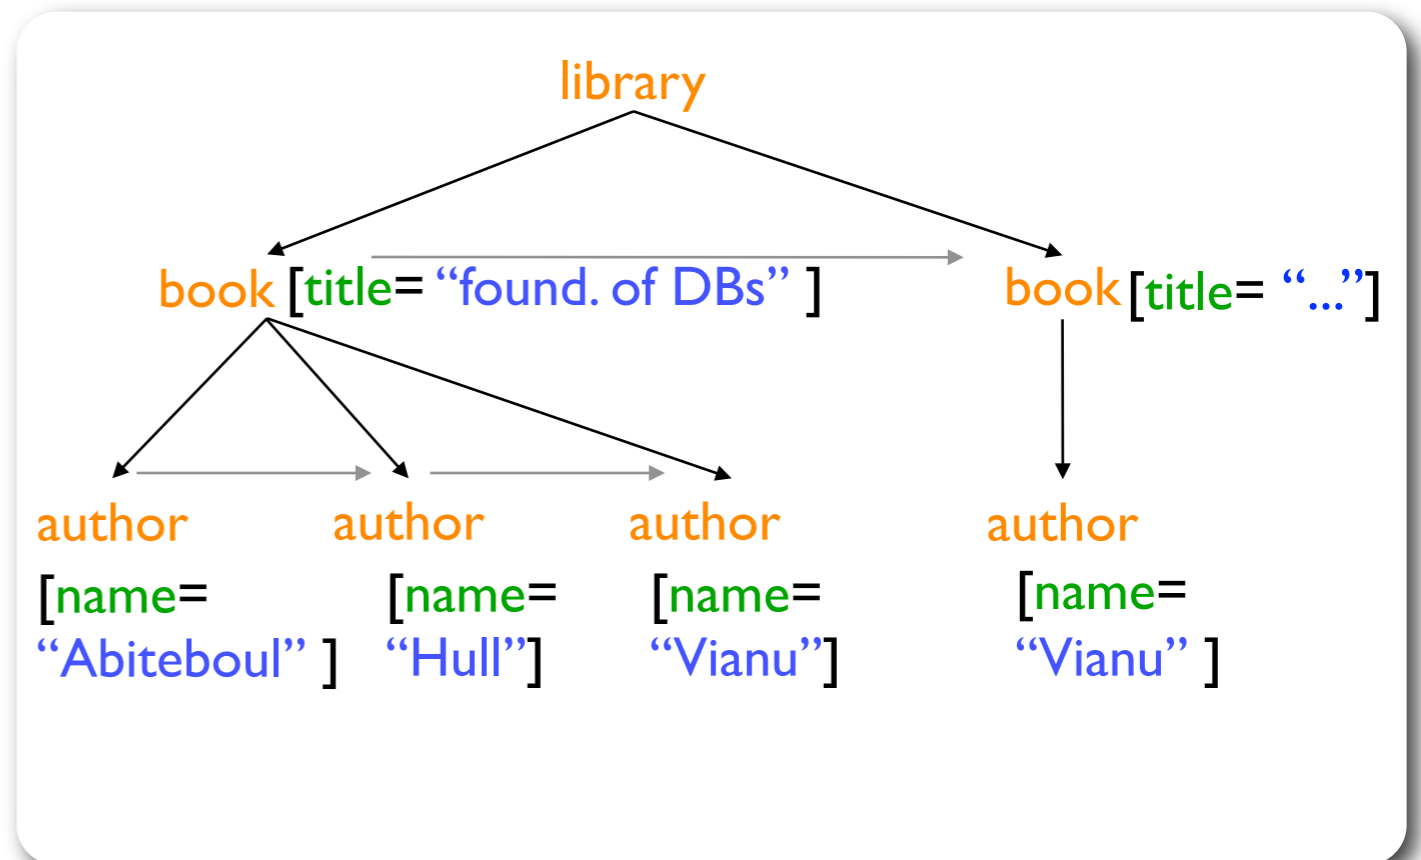 library
book [title= “found. of DBs” ] book [title= “...”]
author author author author
[name= [name= [name= [name=
“Abiteboul” ] “Hull”] “Vianu”] “Vianu” ]